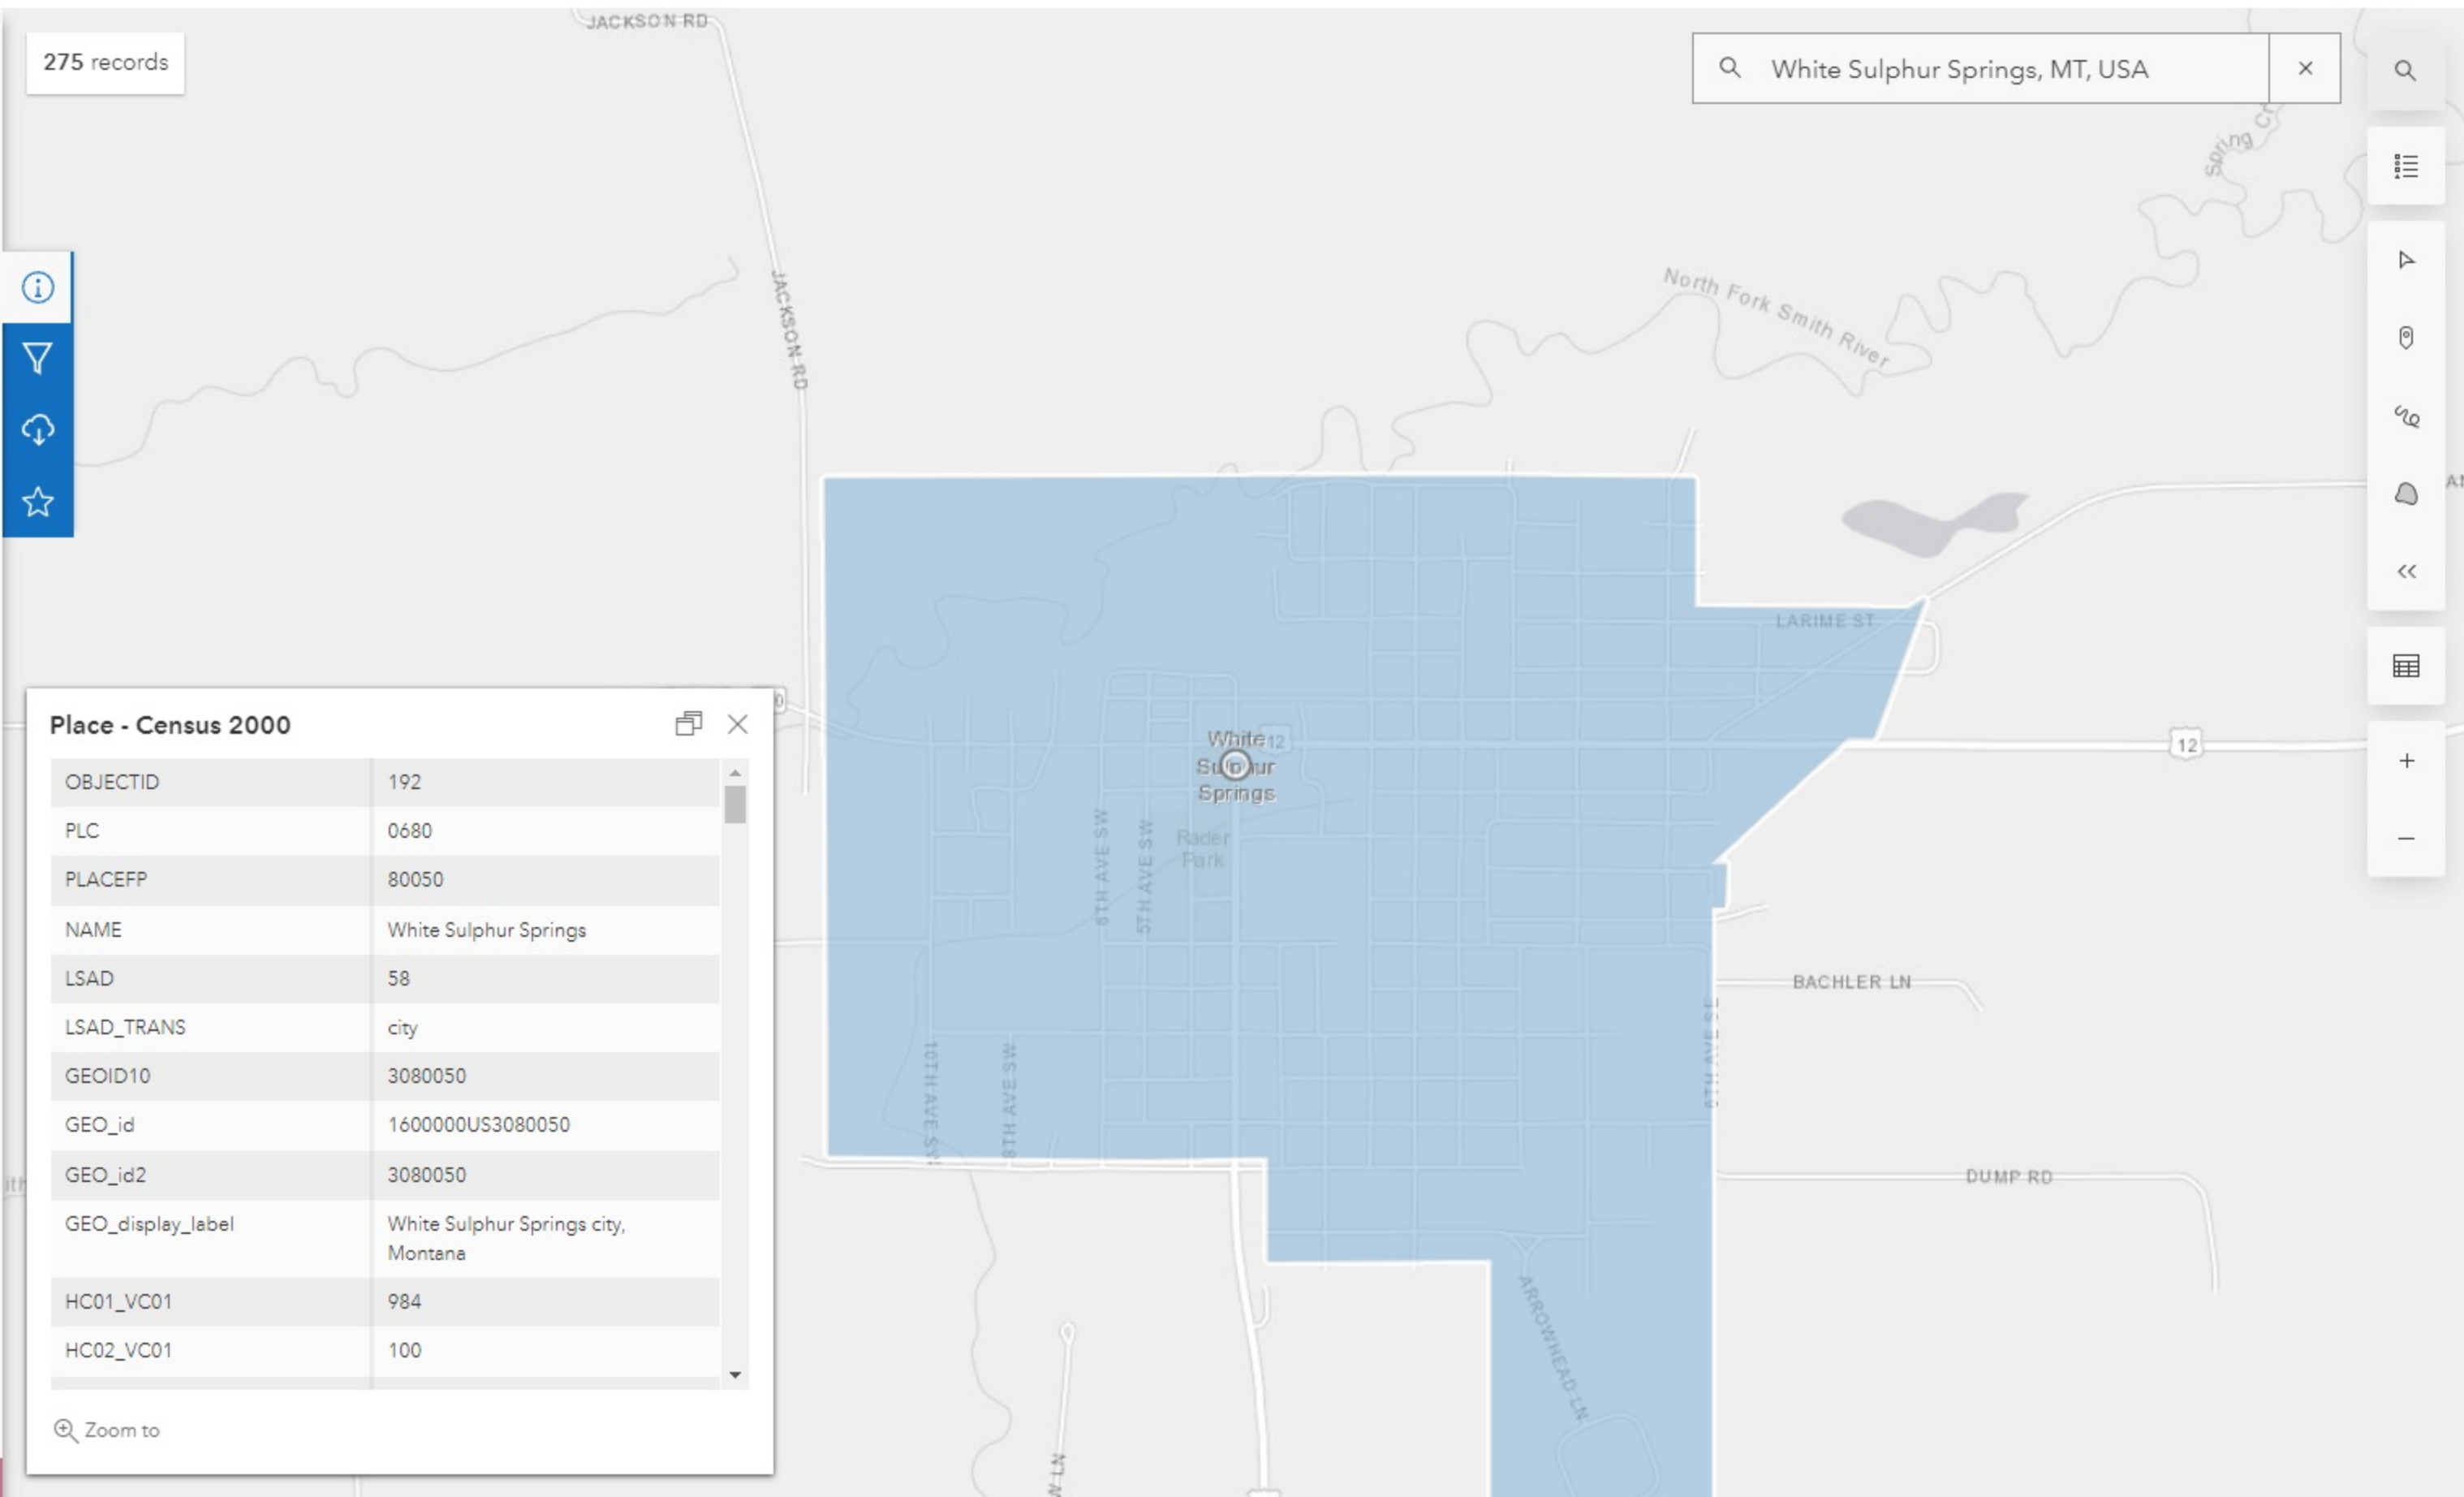 JACKSON RD
275 records
White Sulphur Springs, MT, USA
Spring Cr
North Fork Smith River
JACKSON RD
LARIME ST
Place - Census 2000
OBJECTID 192
PLC 0680
PLACEFP 80050
NAME White Sulphur Springs
LSAD 58
LSAD_TRANS city
GEOID10 3080050
GEO_id 1600000US3080050
GEO_id2 3080050
GEO_display_label White Sulphur Springs city,
Montana
HC01_VC01 984
HC02_VC01 100
Zoom to
White
Sulphur
Springs
12
12
Rader
Park
6TH AVE SW
5TH AVE SW
BACHLER LN
10TH AVE SW
8TH AVE SW
DUMP RD
ARROWHEAD LN